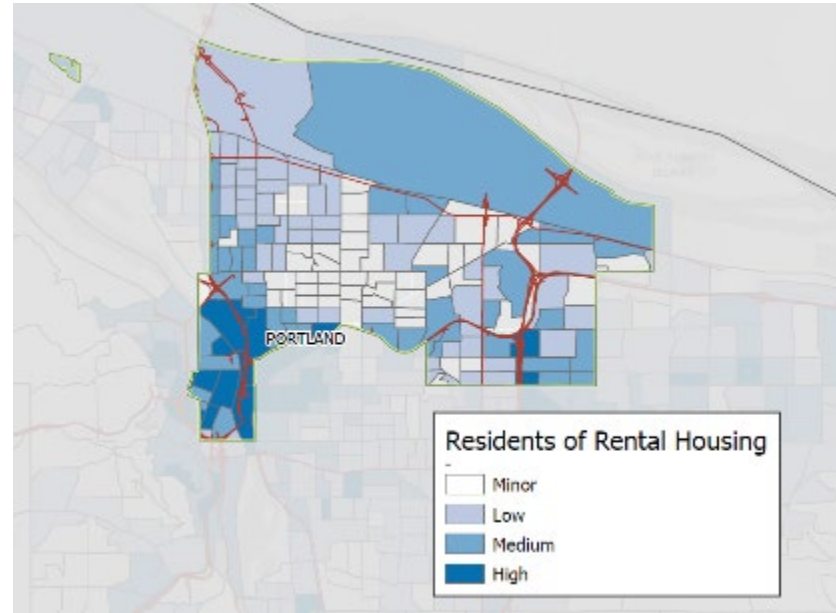 PORTLAND
Residents of Rental Housing
-
Minor
Low
Medium
High